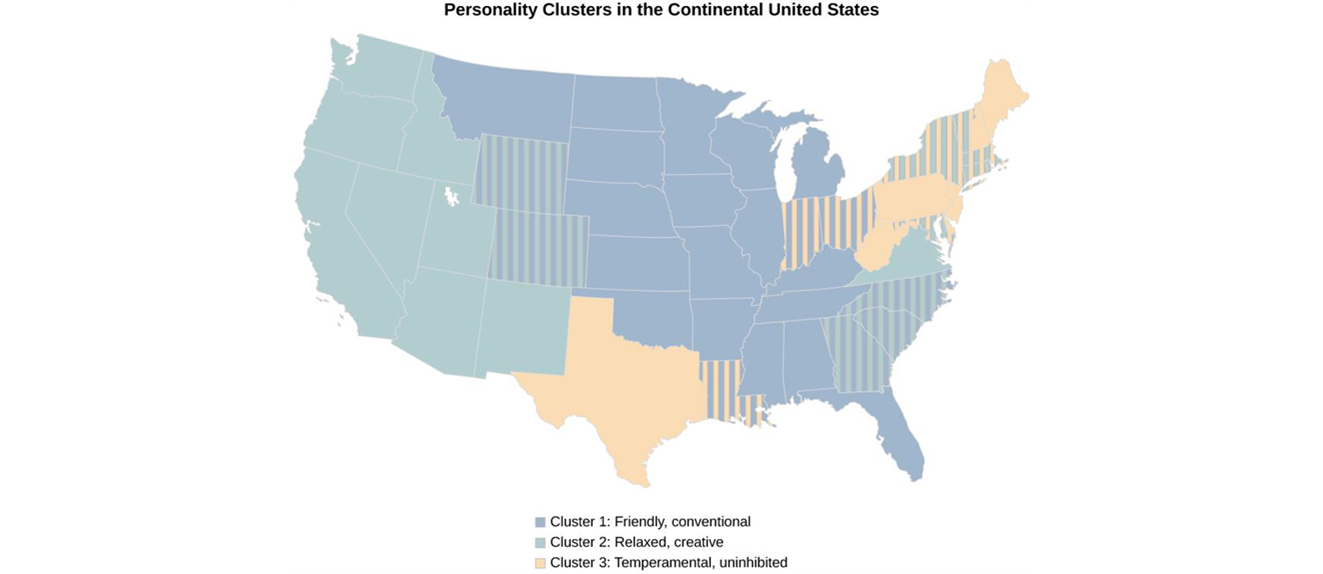 Personality Clusters in the Continental United States
Cluster 1: Friendly, conventional
Cluster 2: Relaxed, creative
Cluster 3: Temperamental, uninhibited